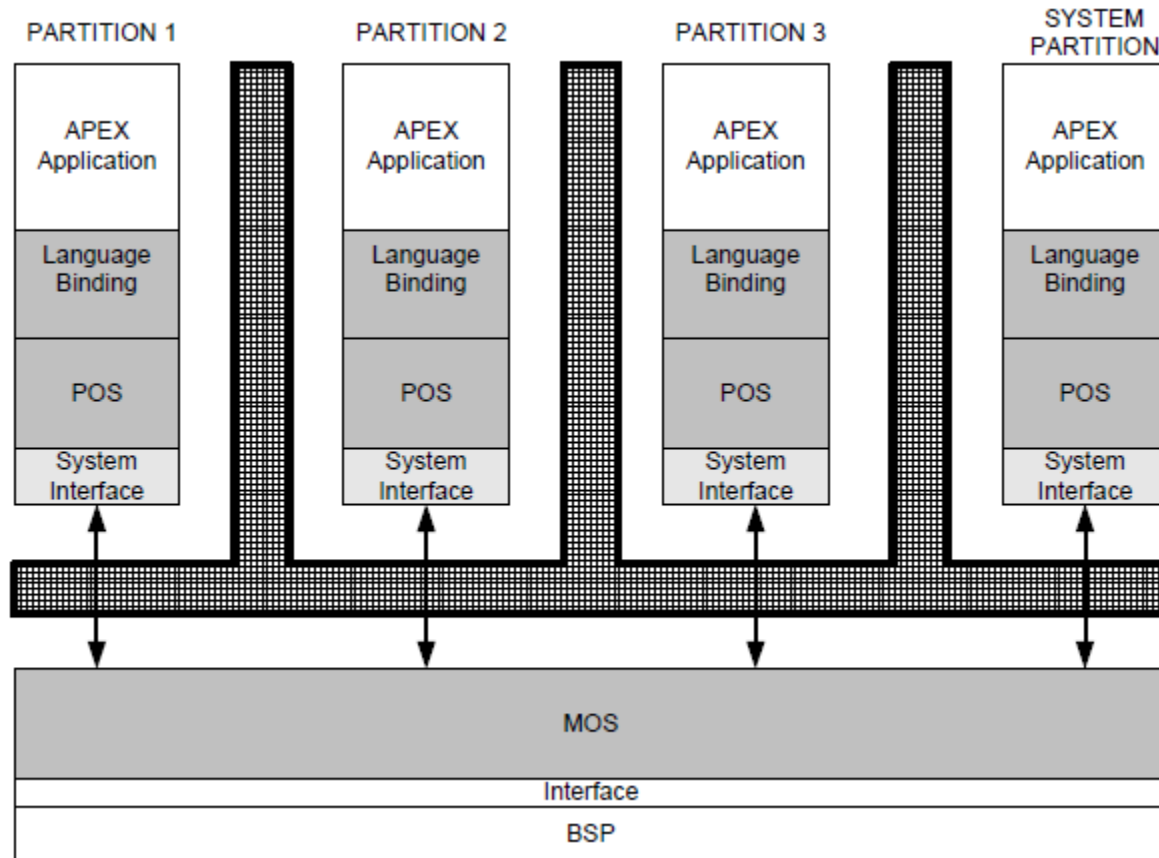 PARTITION 1
PARTITION 2
PARTITION 3
SYSTEM
PARTITION
APEX
Application
APEX
Application
APEX
Application
APEX
Application
Language
Binding
Language
Binding
Language
Binding
Language
Binding
POS
POS
POS
POS
System
Interface
System
Interface
System
Interface
System
Interface
MOS
Interface
BSP